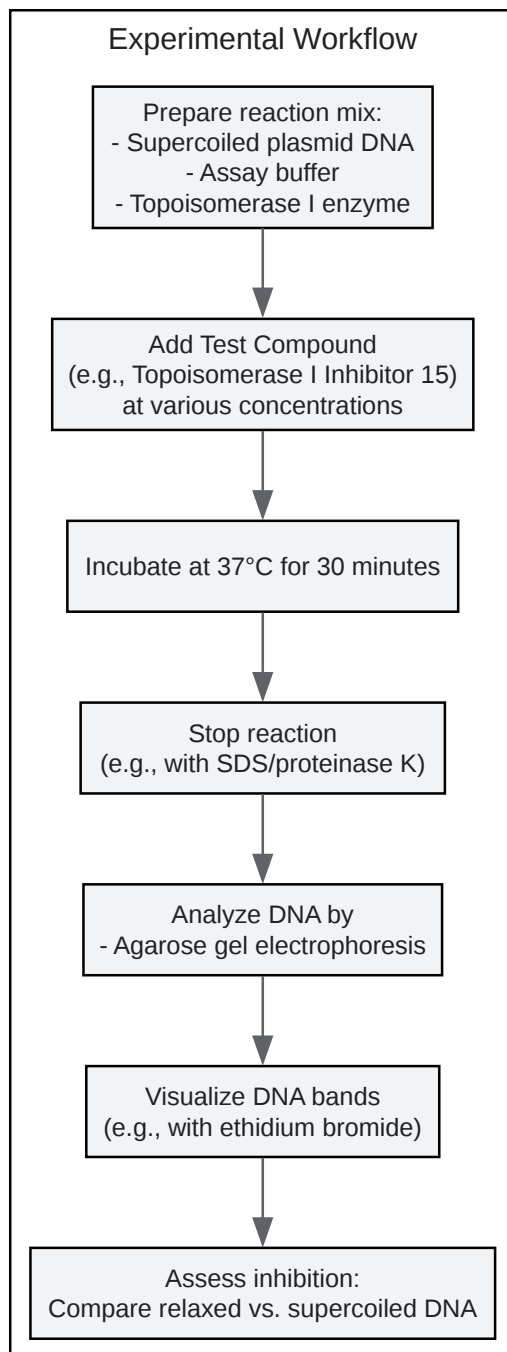 Experimental Workflow
Prepare reaction mix:
- Supercoiled plasmid DNA
- Assay buffer
- Topoisomerase I enzyme
Add Test Compound
(e.g., Topoisomerase I Inhibitor 15)
at various concentrations
Incubate at 37°C for 30 minutes
Stop reaction
(e.g., with SDS/proteinase K)
Analyze DNA by
- Agarose gel electrophoresis
Visualize DNA bands
(e.g., with ethidium bromide)
Assess inhibition:
Compare relaxed vs. supercoiled DNA